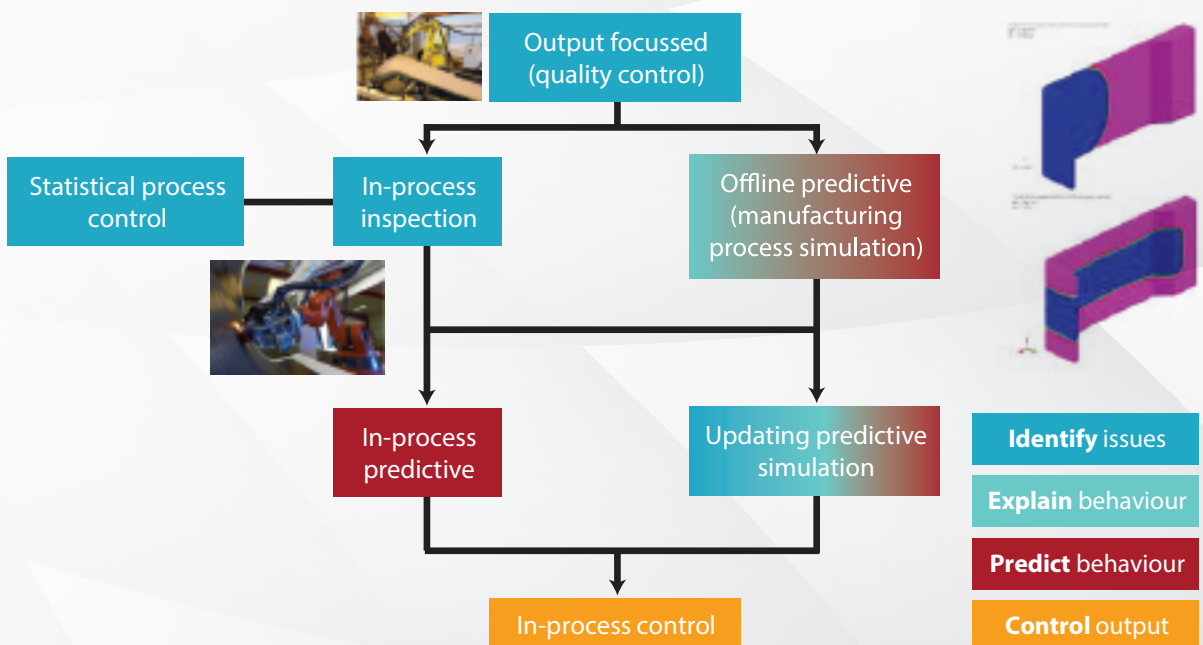 Output focussed
(quality control)
Statistical process
control
In-process
inspection
Offline predictive
(manufacturing
process simulation)
In-process
predictive
Updating predictive
simulation
Identify issues
Explain behaviour
Predict behaviour
In-process control
Control output